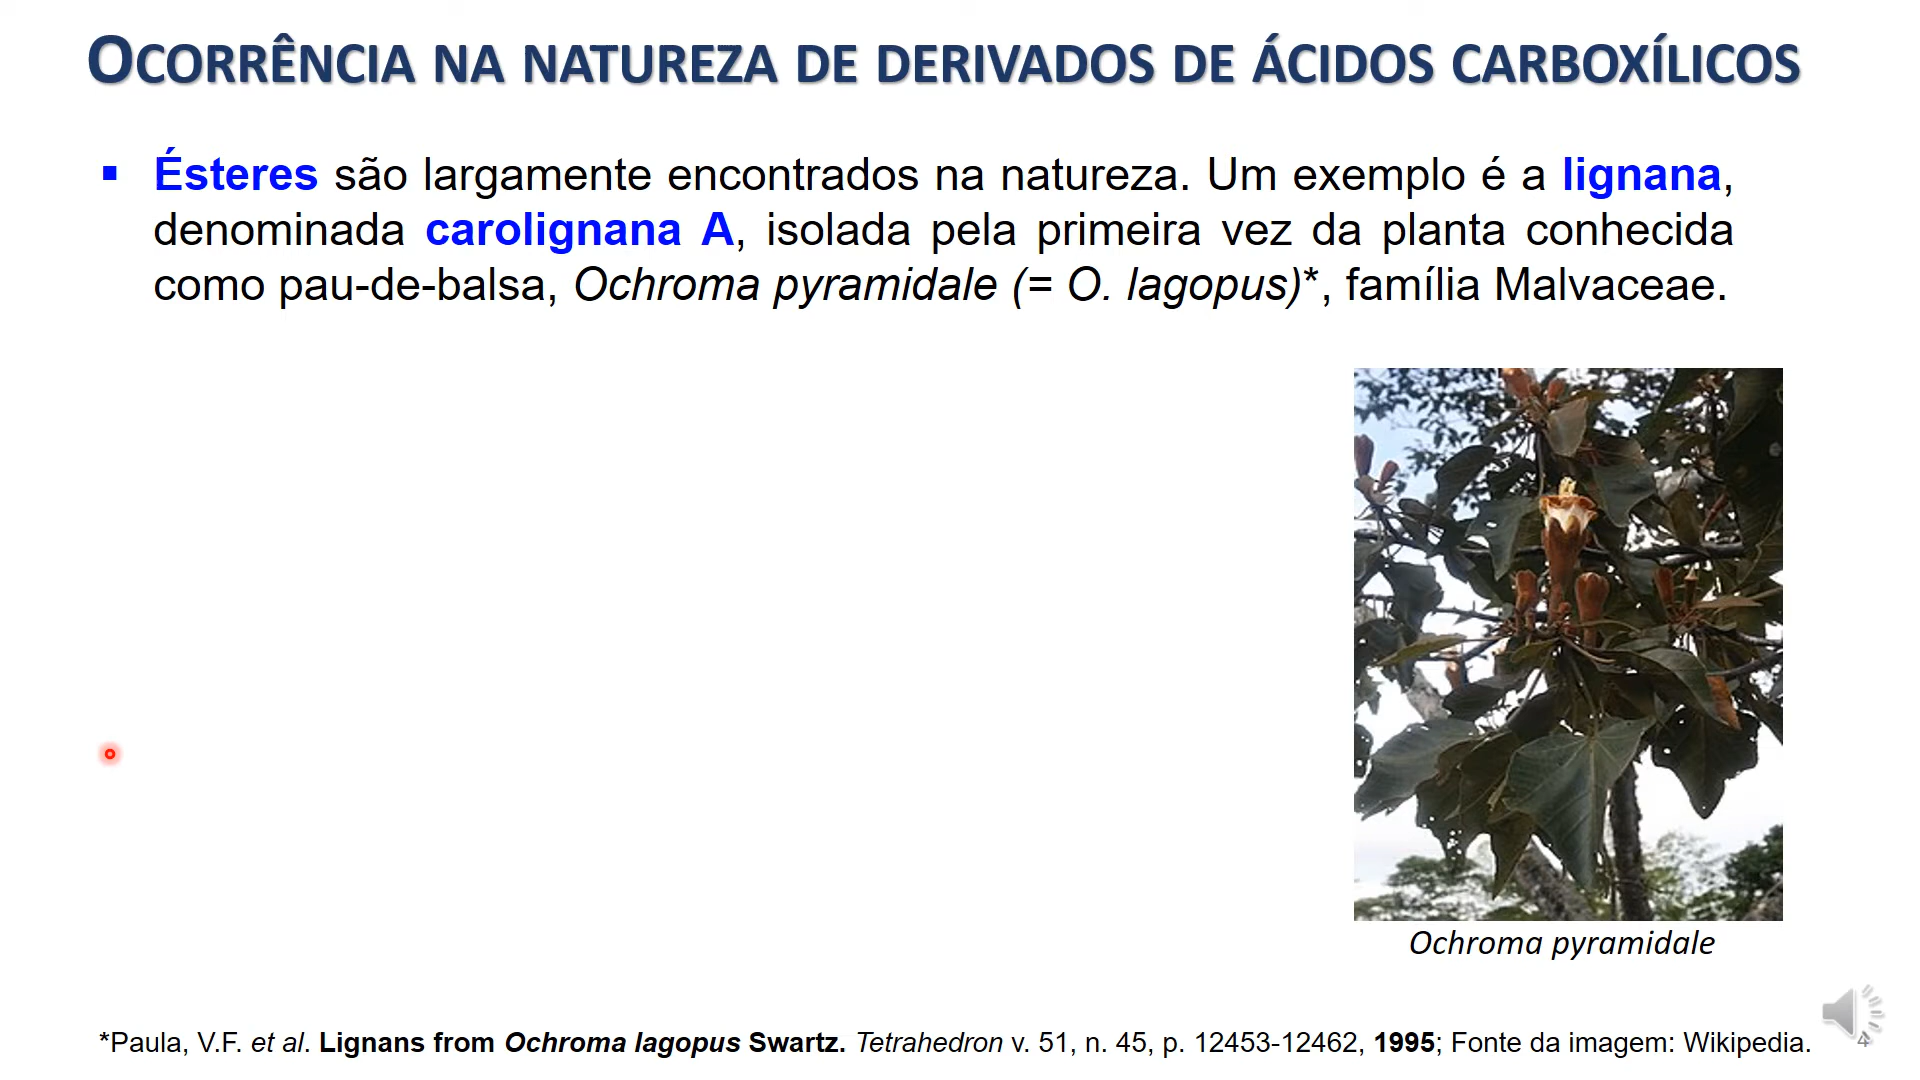 OCORRÊNCIA NA NATUREZA DE DERIVADOS DE ÁCIDOS CARBOXÍLICOS
▪ Ésteres são largamente encontrados na natureza. Um exemplo é a lignana,
denominada carolignana A, isolada pela primeira vez da planta conhecida
como pau-de-balsa, Ochroma pyramidale (= O. lagopus)*, família Malvaceae.
Ochroma pyramidale
*Paula, V.F. et al. Lignans from Ochroma lagopus Swartz. Tetrahedron v. 51, n. 45, p. 12453-12462, 1995; Fonte da imagem: Wikipedia.
4